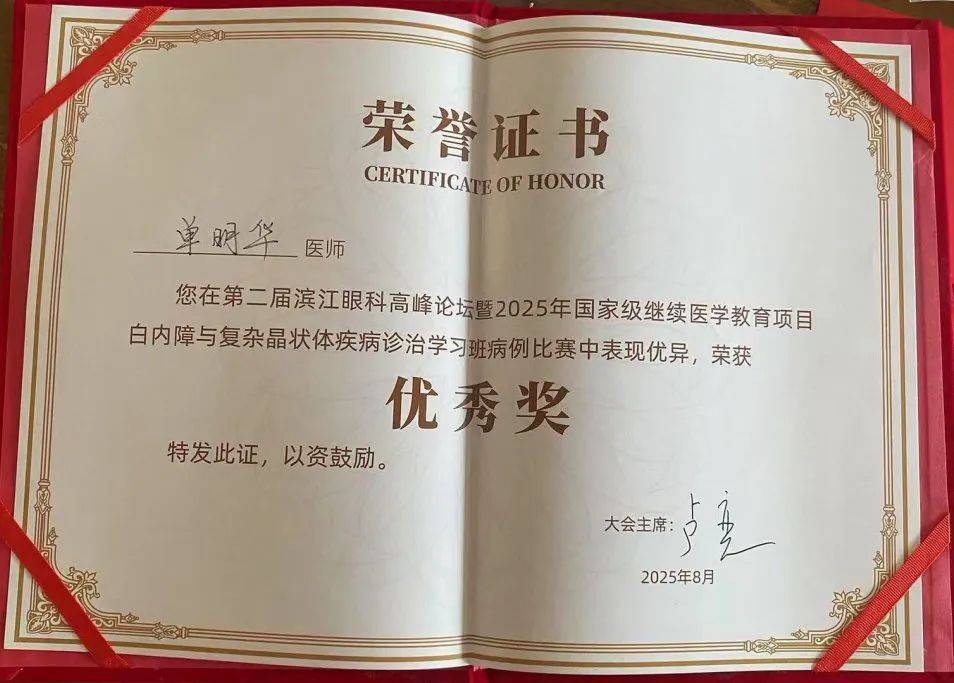 荣誉证书
CERTIFICATE OF HONOR
单明华 医师
您在第二届滨江眼科高峰论坛暨2025年国家级继续医学教育项目
白内障与复杂晶状体疾病诊治学习班病例比赛中表现优异，荣获
优秀奖
特发此证，以资鼓励。
大会主席：卢奕
2025年8月